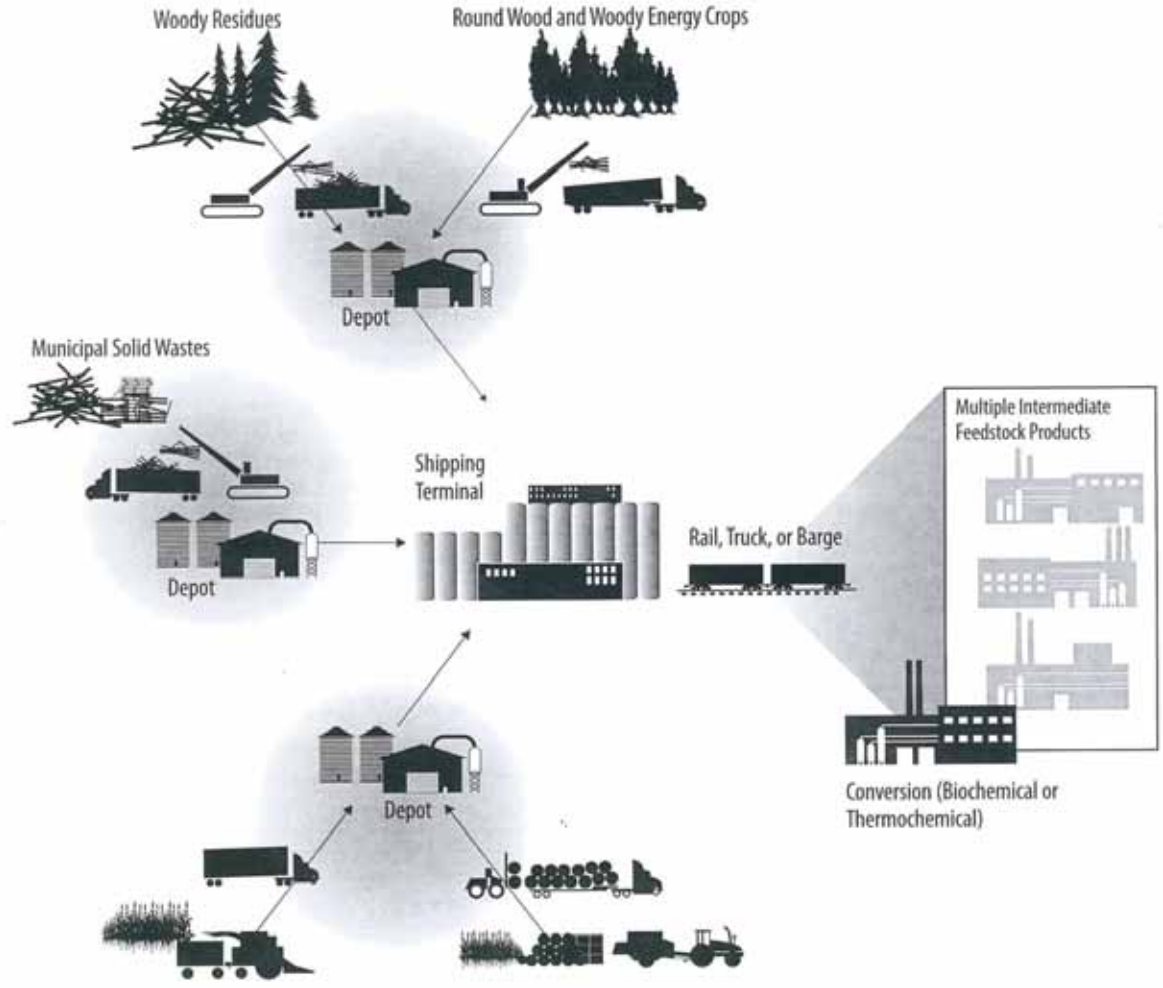 Woody Residues
Round Wood and Woody Energy Crops
Depot
Municipal Solid Wastes
Depot
Shipping
Terminal
Rail, Truck, or Barge
Multiple Intermediate
Feedstock Products
Conversion (Biochemical or
Thermochemical)
Depot